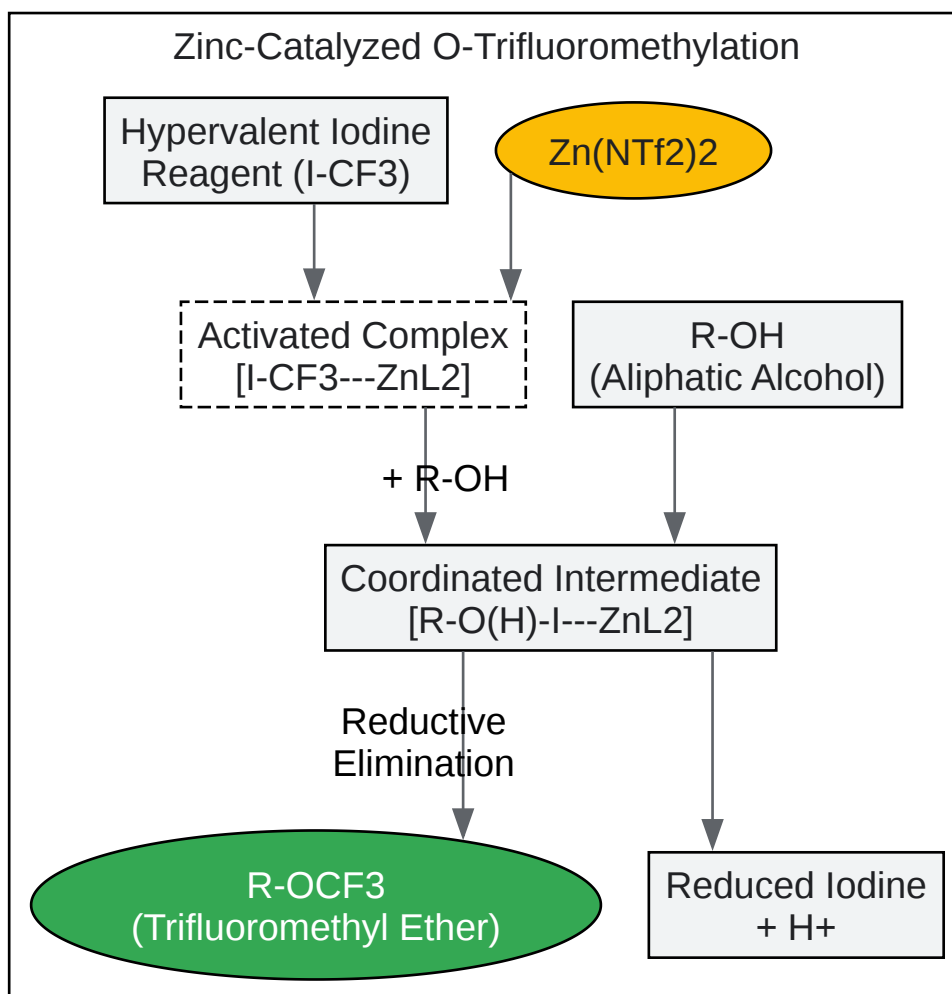 Zinc-Catalyzed O-Trifluoromethylation
Hypervalent Iodine
Reagent (I-CF3)
Zn(NTf2)2
Activated Complex
[I-CF3---ZnL2]
R-OH
(Aliphatic Alcohol)
+ R-OH
Coordinated Intermediate
[R-O(H)-I---ZnL2]
Reductive
Elimination
R-OCF3
(Trifluoromethyl Ether)
Reduced Iodine
+ H+